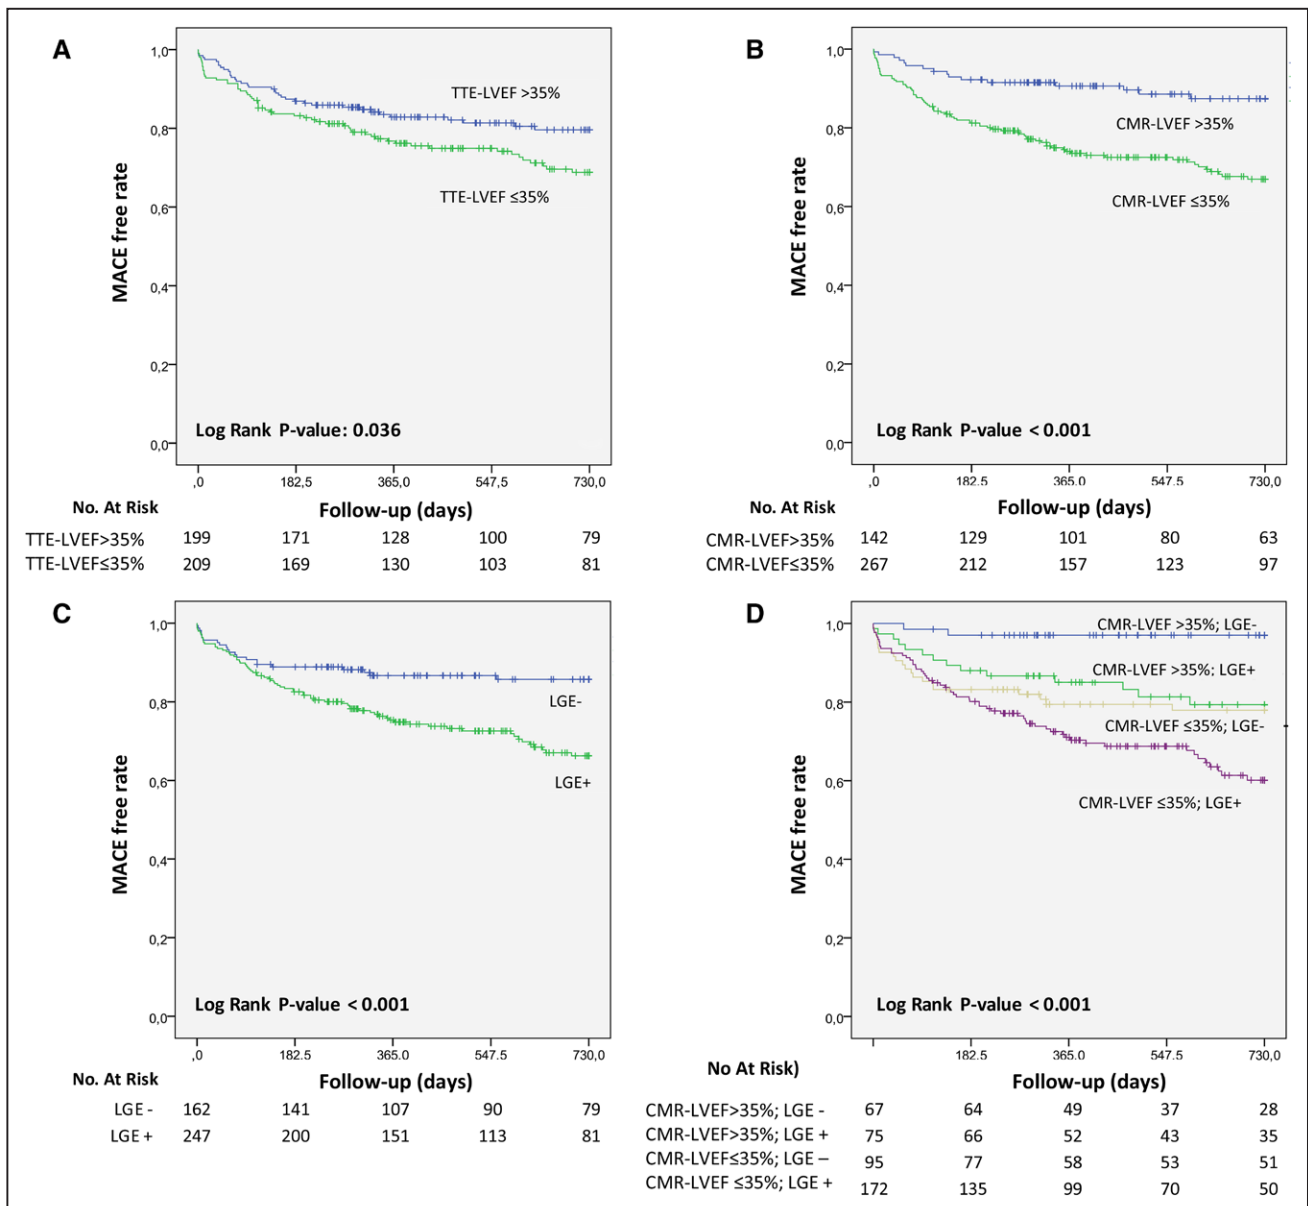 A
MACE free rate
1,0
0,8
0,6
0,4
0,2
0,0
TTE-LVEF >35%
TTE-LVEF ≤35%
Log Rank P-value: 0.036
,0 182,5 365.0 547,5 730,0
No. At Risk Follow-up (days)
TTE-LVEF>35% 199 171 128 100 79
TTE-LVEF≤35% 209 169 130 103 81
B
MACE free rate
1,0
0,8
0,6
0,4
0,2
0,0
CMR-LVEF >35%
CMR-LVEF ≤35%
Log Rank P-value < 0.001
,0 182.5 365.0 547.5 730,0
No. At Risk Follow-up (days)
CMR-LVEF>35% 142 129 101 80 63
CMR-LVEF≤35% 267 212 157 123 97
C
MACE free rate
1,0
0,8
0,6
0,4
0,2
0,0
LGE-
LGE+
Log Rank P-value < 0.001
,0 182.5 365.0 547.5 730,0
No. At Risk Follow-up (days)
LGE - 162 141 107 90 79
LGE + 247 200 151 113 81
D
MACE free rate
1,0
0,8
0,6
0,4
0,2
0,0
CMR-LVEF >35%; LGE-
CMR-LVEF >35%; LGE+
CMR-LVEF ≤35%; LGE-
CMR-LVEF ≤35%; LGE+
Log Rank P-value < 0.001
182.5 365.0 547.5 730,0
No At Risk) Follow-up (days)
CMR-LVEF>35%; LGE - 67 64 49 37 28
CMR-LVEF>35%; LGE + 75 66 52 43 35
CMR-LVEF≤35%; LGE – 95 77 58 53 51
CMR-LVEF ≤35%; LGE + 172 135 99 70 50